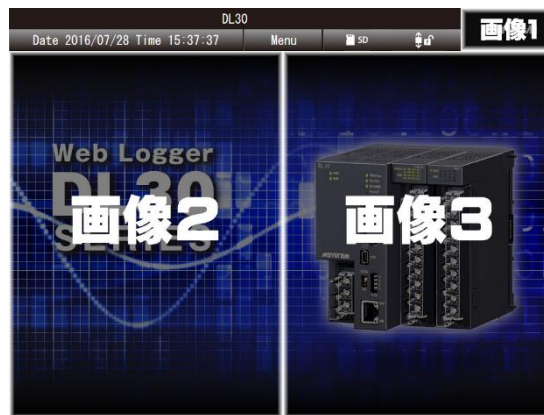 DL30
Date 2016/07/28 Time 15:37:37 Menu SD
画像1
Web Logger
DL30
SERIES
画像2
画像3